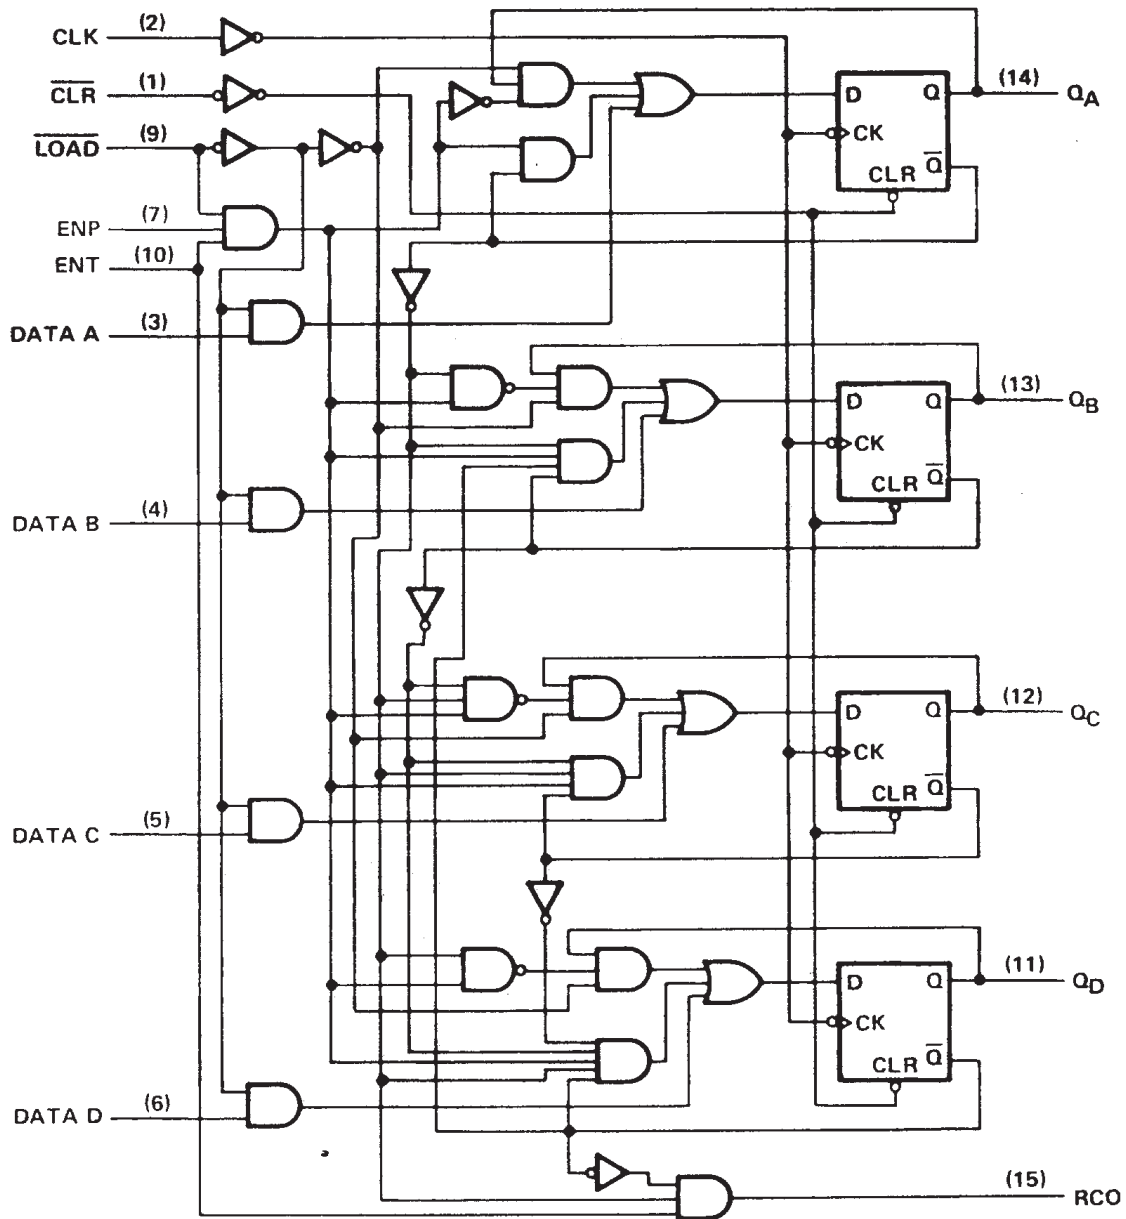 CLK (2)
CLR (1)
LOAD (9)
ENP (7)
ENT (10)
DATA A (3)
DATA B (4)
DATA C (5)
DATA D (6)
D Q (14) QA
CK
CLR Q
D Q (13) QB
CK
CLR Q
D Q (12) QC
CK
CLR Q
D Q (11) QD
CK
CLR Q
(15) RCO